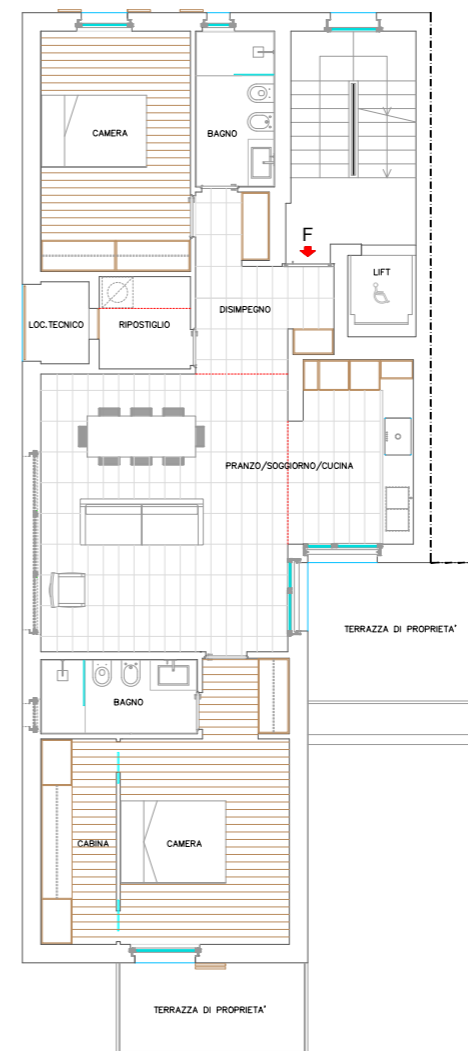 CAMERA
BAGNO
F
LIFT
DISIMPEGNO
LOC.TECNICO
RIPOSTIGLIO
PRANZO/SOGGIORNO/CUCINA
TERRAZZA DI PROPRIETA'
BAGNO
CABINA
CAMERA
TERRAZZA DI PROPRIETA'